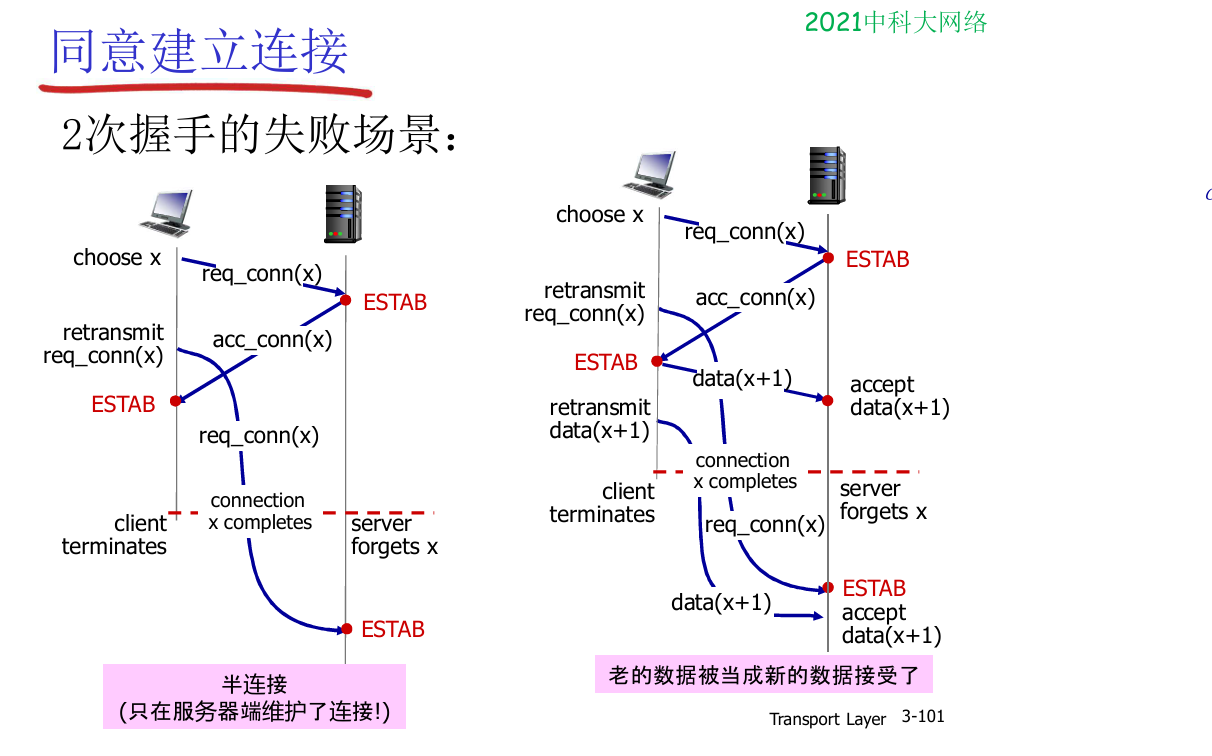 2021中科大网络
同意建立连接
2次握手的失败场景：
choose x
req_conn(x)
ESTAB
retransmit
req_conn(x)
acc_conn(x)
ESTAB
req_conn(x)
connection
x completes
client
terminates
server
forgets x
ESTAB
半连接
(只在服务器端维护了连接!)
choose x
req_conn(x)
ESTAB
retransmit
req_conn(x)
acc_conn(x)
ESTAB
data(x+1)
accept
data(x+1)
retransmit
data(x+1)
connection
x completes
client
terminates
server
forgets x
req_conn(x)
ESTAB
data(x+1)
accept
data(x+1)
老的数据被当成新的数据接受了
Transport Layer 3-101